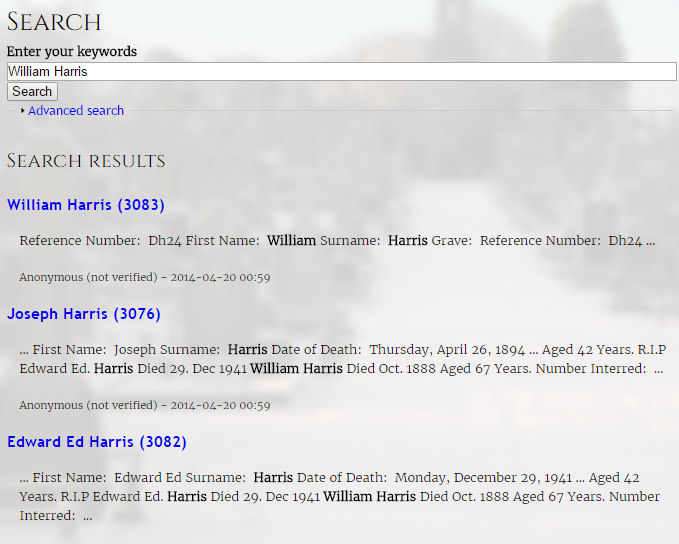 Search
Enter your keywords
William Harris
Search
Advanced search
Search results
William Harris (3083)
Reference Number: Dh24 First Name: William Surname: Harris Grave: Reference Number: Dh24 ...
Anonymous (not verified) - 2014-04-20 00:59
Joseph Harris (3076)
... First Name: Joseph Surname: Harris Date of Death: Thursday, April 26, 1894 ... Aged 42 Years. R.I.P
Edward Ed. Harris Died 29. Dec 1941 William Harris Died Oct. 1888 Aged 67 Years. Number Interred: ...
Anonymous (not verified) - 2014-04-20 00:59
Edward Ed Harris (3082)
... First Name: Edward Ed Surname: Harris Date of Death: Monday, December 29, 1941 ... Aged 42
Years. R.I.P Edward Ed. Harris Died 29. Dec 1941 William Harris Died Oct. 1888 Aged 67 Years. Number
Interred: ...